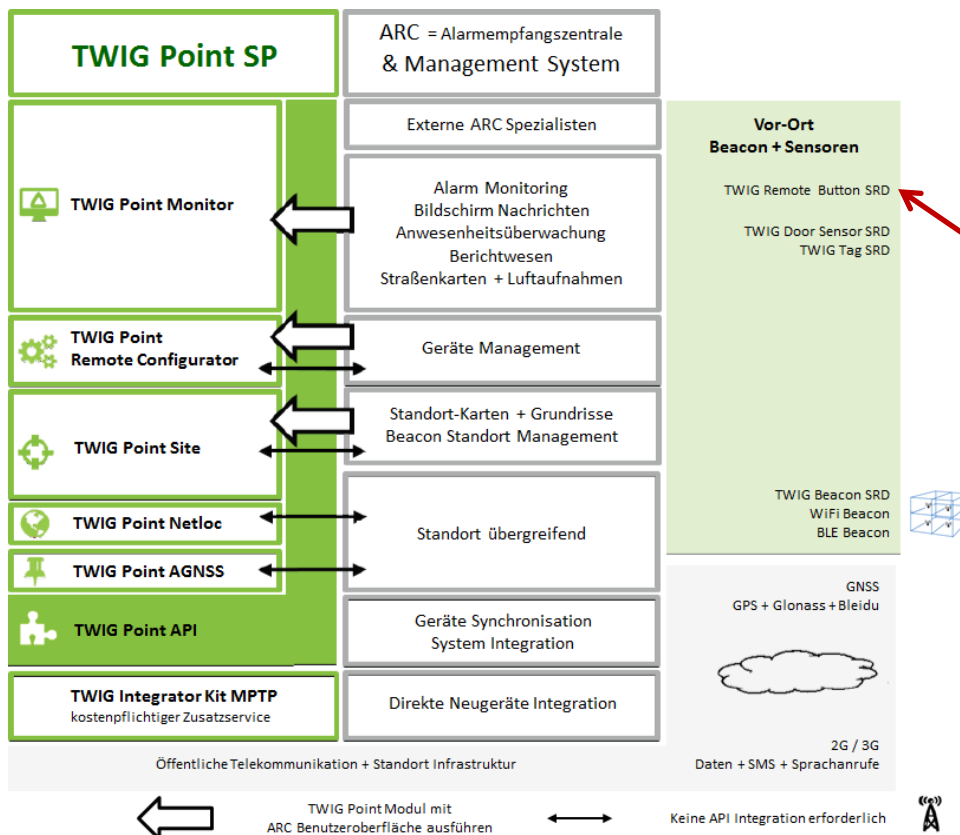 TWIG Point SP
ARC = Alarmempfangszentrale
& Management System
Externe ARC Spezialisten
Vor-Ort
Beacon + Sensoren
TWIG Point Monitor
Alarm Monitoring
Bildschirm Nachrichten
Anwesenheitsüberwachung
Berichtwesen
Straßenkarten + Luftaufnahmen
TWIG Remote Button SRD
TWIG Door Sensor SRD
TWIG Tag SRD
TWIG Point
Remote Configurator
Geräte Management
TWIG Point Site
Standort-Karten + Grundrisse
Beacon Standort Management
TWIG Point Netloc
TWIG Point AGNSS
Standort übergreifend
TWIG Beacon SRD
WiFi Beacon
BLE Beacon
TWIG Point API
Geräte Synchronisation
System Integration
GNSS
GPS + Glonass + Bleidu
TWIG Integrator Kit MPTP
kostenpflichtiger Zusatzservice
Direkte Neugeräte Integration
Öffentliche Telekommunikation + Standort Infrastruktur
2G / 3G
Daten + SMS + Sprachanrufe
TWIG Point Modul mit
ARC Benutzeroberfläche ausführen
Keine API Integration erforderlich